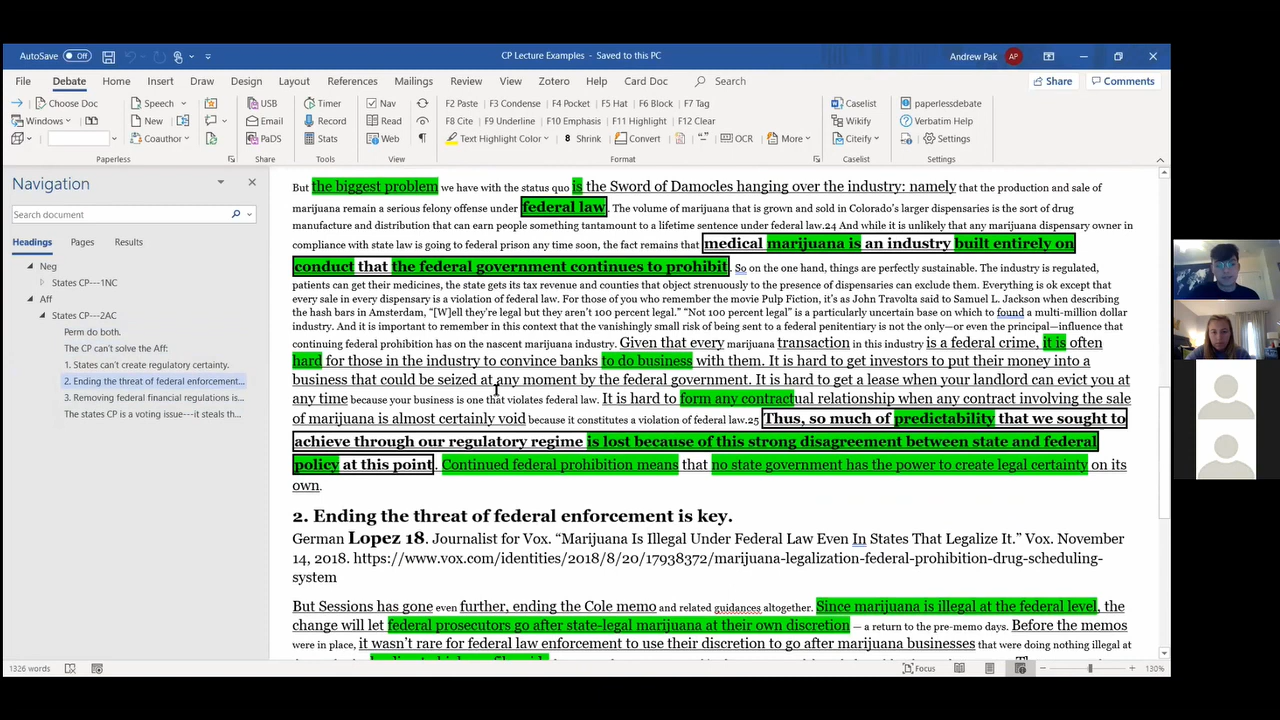 AutoSave Off CP Lecture Examples - Saved to this PC Andrew Pak AP
File Debate Home Insert Draw Design Layout References Mailings Review View Zotero Help Card Doc Search Share Comments
Choose Doc Speech USB Timer Nav F2 Paste F3 Condense F4 Pocket F5 Hat F6 Block F7 Tag Caselist paperlessdebate
Windows New Email Record Read F8 Cite F9 Underline F10 Emphasis F11 Highlight F12 Clear Wikify Verbatim Help
Coauthor PaDS Stats Web Text Highlight Color 8 Shrink Convert OCR More Citeify Settings
Paperless Share Tools View Format Caselist Settings
Navigation
Search document
Headings Pages Results
Neg
States CP---1NC
Aff
States CP---2AC
Perm do both.
The CP can't solve the Aff:
1. States can't create regulatory certainty.
2. Ending the threat of federal enforcement...
3. Removing federal financial regulations is...
The states CP is a voting issue---it steals th...
But the biggest problem we have with the status quo is the Sword of Damocles hanging over the industry: namely that the production and sale of
marijuana remain a serious felony offense under federal law. The volume of marijuana that is grown and sold in Colorado's larger dispensaries is the sort of drug
manufacture and distribution that can earn people something tantamount to a lifetime sentence under federal law.24 And while it is unlikely that any marijuana dispensary owner in
compliance with state law is going to federal prison any time soon, the fact remains that medical marijuana is an industry built entirely on
conduct that the federal government continues to prohibit. So on the one hand, things are perfectly sustainable. The industry is regulated,
patients can get their medicines, the state gets its tax revenue and counties that object strenuously to the presence of dispensaries can exclude them. Everything is ok except that
every sale in every dispensary is a violation of federal law. For those of you who remember the movie Pulp Fiction, it's as John Travolta said to Samuel L. Jackson when describing
the hash bars in Amsterdam, "[W]ell they're legal but they aren't 100 percent legal." "Not 100 percent legal" is a particularly uncertain base on which to found a multi-million dollar
industry. And it is important to remember in this context that the vanishingly small risk of being sent to a federal penitentiary is not the only—or even the principal—influence that
continuing federal prohibition has on the nascent marijuana industry. Given that every marijuana transaction in this industry is a federal crime, it is often
hard for those in the industry to convince banks to do business with them. It is hard to get investors to put their money into a
business that could be seized at any moment by the federal government. It is hard to get a lease when your landlord can evict you at
any time because your business is one that violates federal law. It is hard to form any contractual relationship when any contract involving the sale
of marijuana is almost certainly void because it constitutes a violation of federal law.25 Thus, so much of predictability that we sought to
achieve through our regulatory regime is lost because of this strong disagreement between state and federal
policy at this point. Continued federal prohibition means that no state government has the power to create legal certainty on its
own.
2. Ending the threat of federal enforcement is key.
German Lopez 18. Journalist for Vox. "Marijuana Is Illegal Under Federal Law Even In States That Legalize It." Vox. November
14, 2018. https://www.vox.com/identities/2018/8/20/17938372/marijuana-legalization-federal-prohibition-drug-scheduling-
system
But Sessions has gone even further, ending the Cole memo and related guidances altogether. Since marijuana is illegal at the federal level, the
change will let federal prosecutors go after state-legal marijuana at their own discretion — a return to the pre-memo days. Before the memos
were in place, it wasn't rare for federal law enforcement to use their discretion to go after marijuana businesses that were doing nothing illegal at
1326 words Focus 130%